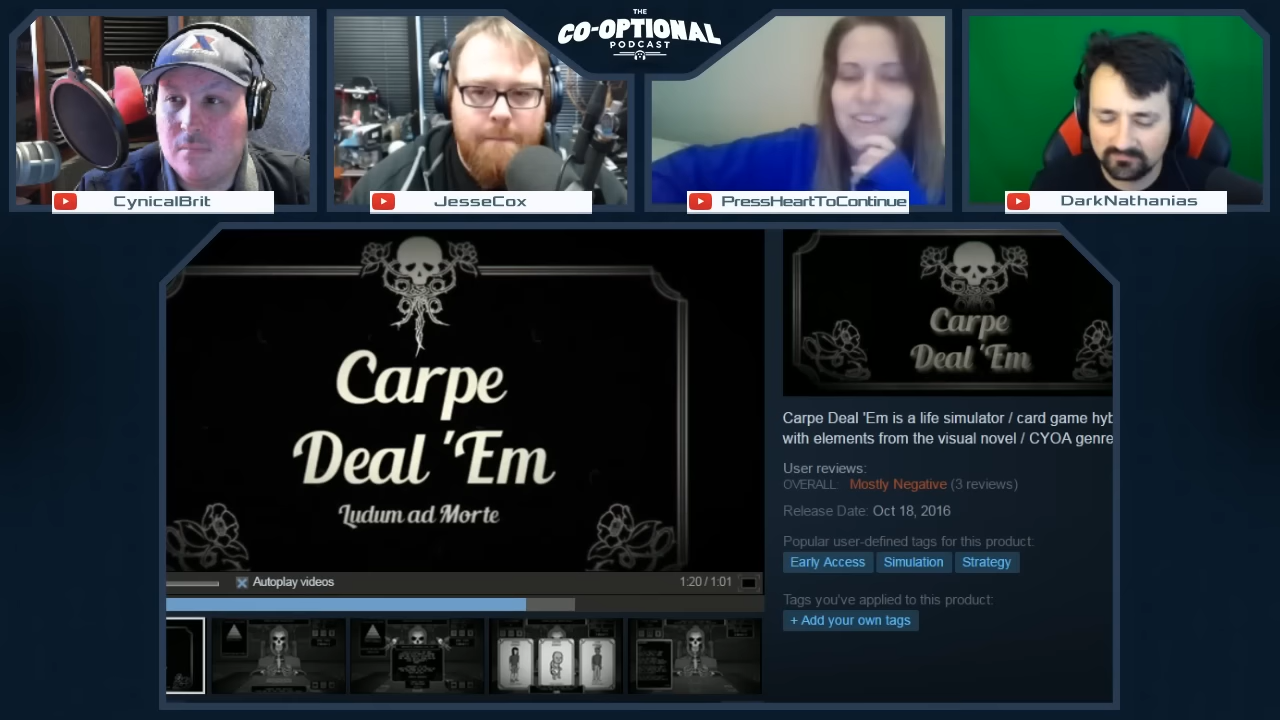 THE
CO-OPTIONAL
PODCAST
CynicalBrit
JesseCox
PressHeartToContinue
DarkNathanias
Carpe
Deal 'Em
Ludum ad Morte
Autoplay videos
1:20 / 1:01
Carpe
Deal 'Em
Carpe Deal 'Em is a life simulator / card game hyb
with elements from the visual novel / CYOA genre
User reviews:
OVERALL: Mostly Negative (3 reviews)
Release Date: Oct 18, 2016
Popular user-defined tags for this product:
Early Access Simulation Strategy
Tags you've applied to this product:
+ Add your own tags